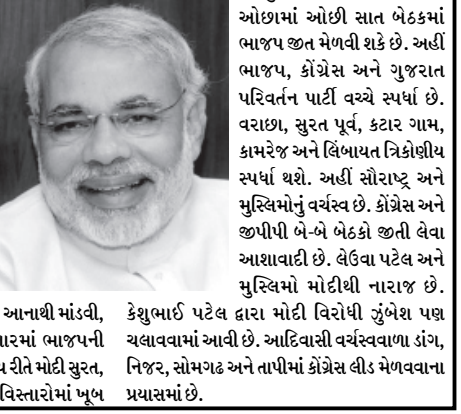 ઓછામાં ઓછી સાત બેઠકમાં
ભાજપ જીત મેળવી શકે છે. અહીં
ભાજપ, કોંગ્રેસ અને ગુજરાત
પરિવર્તન પાર્ટી વચ્ચે સ્પર્ધા છે.
વરાછા, સુરત પૂર્વ, કટાર ગામ,
કામરેજ અને લિંબાયત ત્રિકોણીય
સ્પર્ધા થશે. અહીં સૌરાષ્ટ્ર અને
મુસ્લિમોનું વર્ચસ્વ છે. કોંગ્રેસ અને
જીપીપી બે-બે બેઠકો જીતી લેવા
આશાવાદી છે. લેઉવા પટેલ અને
મુસ્લિમો મોદીથી નારાજ છે.
કેશુભાઈ પટેલ દ્વારા મોદી વિરોધી ઝુંબેશ પણ
ચલાવવામાં આવી છે. આદિવાસી વર્ચસ્વવાળા ડાંગ,
નિજર, સોમગઢ અને તાપીમાં કોંગ્રેસ લીડ મેળવવાના
પ્રયાસમાં છે.
આનાથી માંડવી,
ભાજપની
રીતે મોદી સુરત,
વિસ્તારોમાં ખૂબ